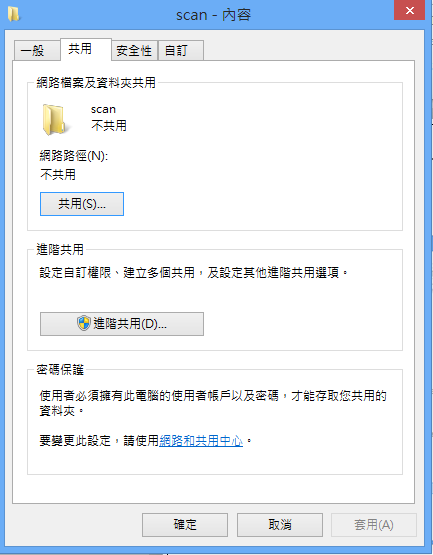 scan - 內容
一般
共用
安全性
自訂
網路檔案及資料夾共用
scan
不共用
網路路徑(N):
不共用
共用(S)...
進階共用
設定自訂權限、建立多個共用，及設定其他進階共用選項。
進階共用(D)...
密碼保護
使用者必須擁有此電腦的使用者帳戶以及密碼，才能存取您共用的
資料夾。
要變更此設定，請使用網路和共用中心。
確定
取消
套用(A)